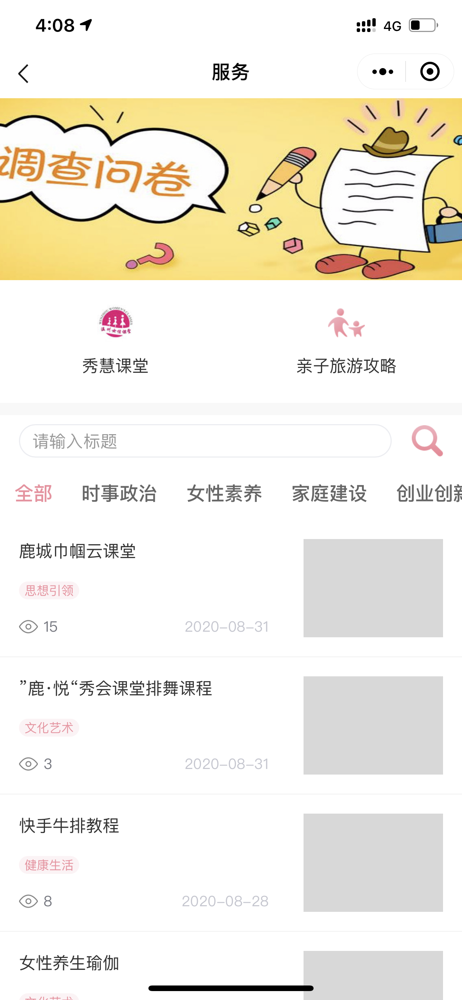 4:08
4G
服务
调查问卷
WENZHOU WOMEN'S CLASSES
温州女性课堂
秀慧课堂
亲子旅游攻略
请输入标题
全部 时事政治 女性素养 家庭建设 创业创新
鹿城巾帼云课堂
思想引领
15 2020-08-31
”鹿·悦“秀会课堂排舞课程
文化艺术
3 2020-08-31
快手牛排教程
健康生活
8 2020-08-28
女性养生瑜伽
文化艺术